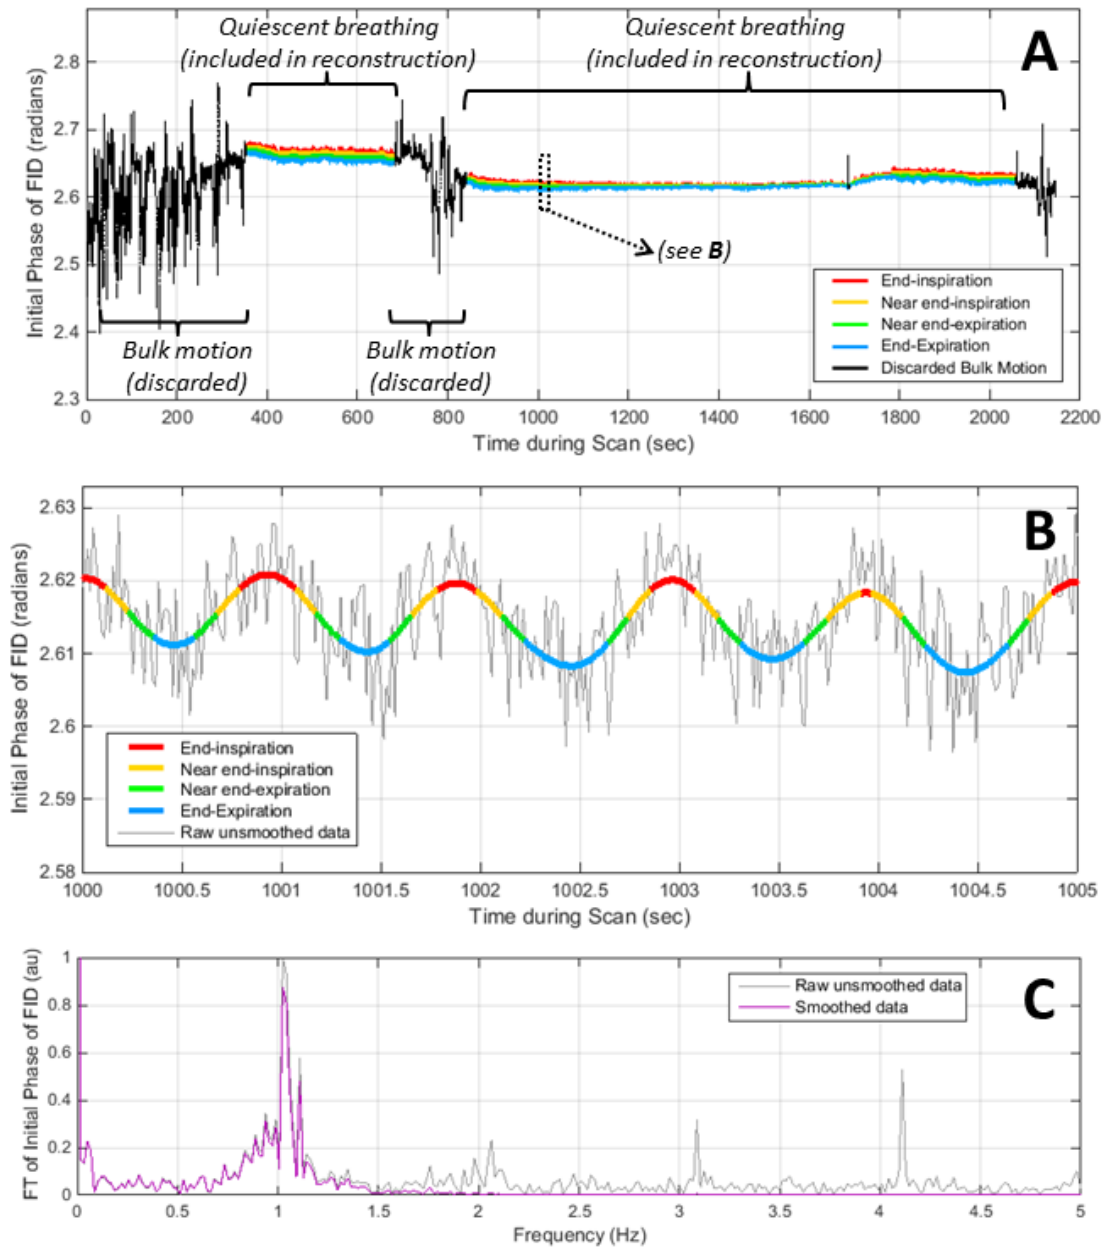 A
Quiescent breathing
(included in reconstruction)
Quiescent breathing
(included in reconstruction)
Initial Phase of FID (radians)
2.8
2.7
2.6
2.5
2.4
2.3
(see B)
Bulk motion
(discarded)
Bulk motion
(discarded)
End-inspiration
Near end-inspiration
Near end-expiration
End-Expiration
Discarded Bulk Motion
0 200 400 600 800 1000 1200 1400 1600 1800 2000 2200
Time during Scan (sec)
B
Initial Phase of FID (radians)
2.63
2.62
2.61
2.6
2.59
2.58
End-inspiration
Near end-inspiration
Near end-expiration
End-Expiration
Raw unsmoothed data
1000 1000.5 1001 1001.5 1002 1002.5 1003 1003.5 1004 1004.5 1005
Time during Scan (sec)
C
FT of Initial Phase of FID (au)
1
0.8
0.6
0.4
0.2
0
Raw unsmoothed data
Smoothed data
0 0.5 1 1.5 2 2.5 3 3.5 4 4.5 5
Frequency (Hz)